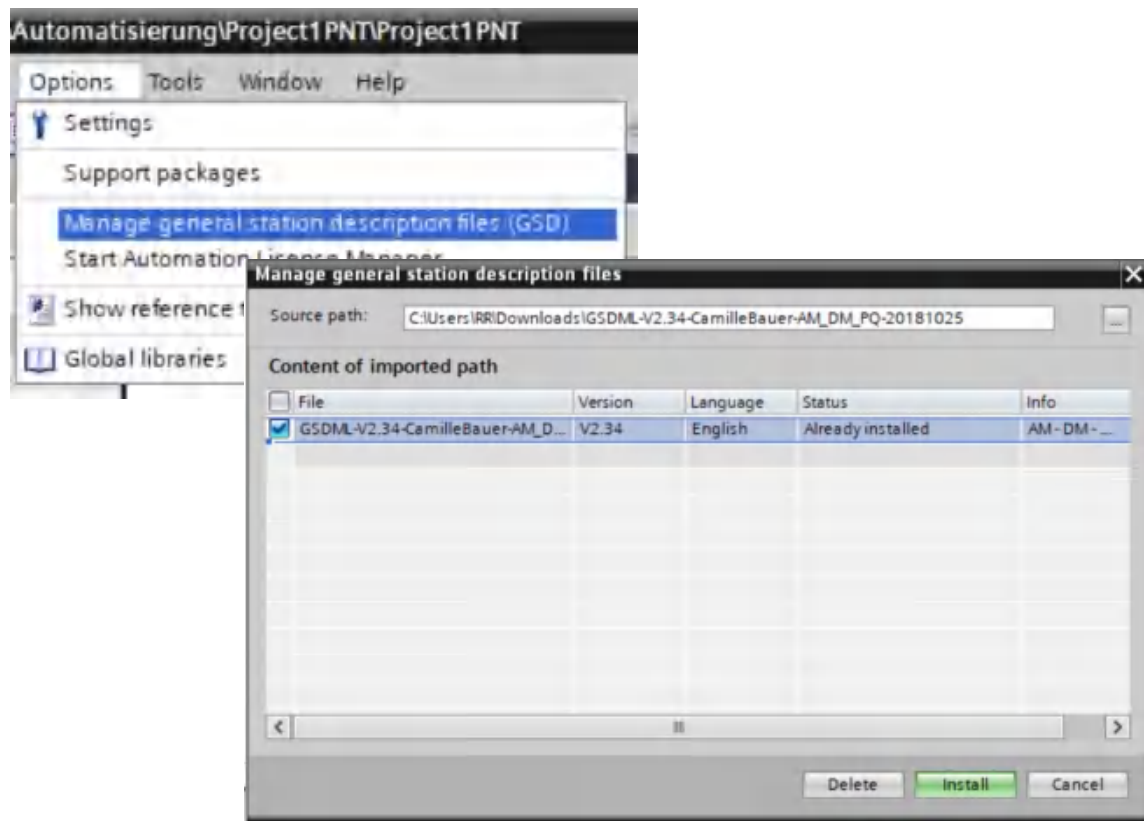 Automatisierung\Project1PNT\Project1PNT
Options Tools Window Help
Settings
Support packages
Manage general station description files (GSD)
Start Automation License Manager
Show reference
Global libraries
Manage general station description files
Source path: C:\Users\RR\Downloads\GSDML-V2.34-CamilleBauer-AM_DM_PQ-20181025 ...
Content of imported path
File Version Language Status Info
GSDML-V2.34-CamilleBauer-AM_D... V2.34 English Already installed AM - DM - ...
Delete Install Cancel